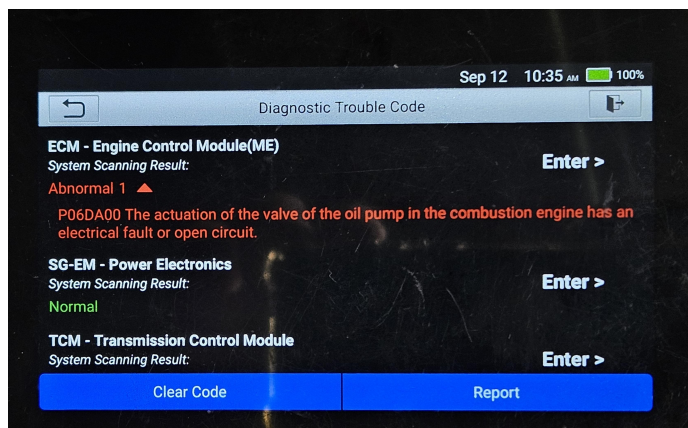 Sep 12 10:35 AM 100%
Diagnostic Trouble Code
ECM - Engine Control Module(ME)
System Scanning Result:
Enter >
Abnormal 1
P06DA00 The actuation of the valve of the oil pump in the combustion engine has an
electrical fault or open circuit.
SG-EM - Power Electronics
System Scanning Result:
Enter >
Normal
TCM - Transmission Control Module
System Scanning Result:
Enter >
Clear Code
Report